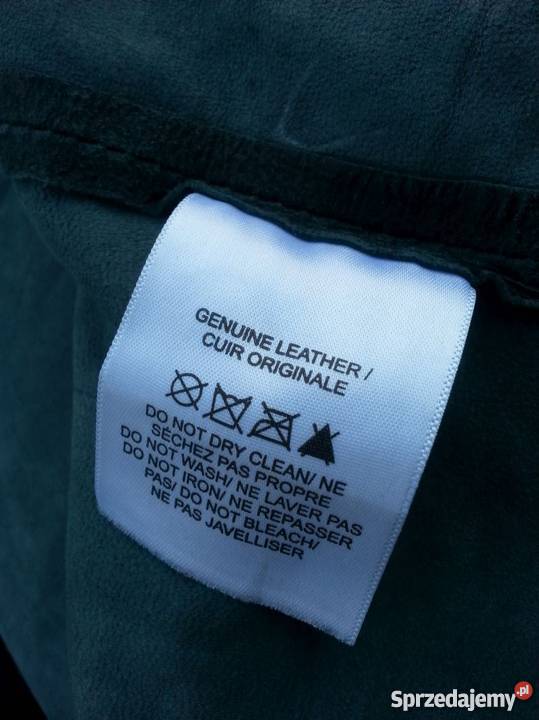 GENUINE LEATHER /
CUIR ORIGINALE
DO NOT DRY CLEAN/ NE
SÉCHEZ PAS PROPRE
DO NOT WASH/ NE LAVER PAS
DO NOT IRON/ NE REPASSER
PAS/ DO NOT BLEACH/
NE PAS JAVELLISER
Sprzedajemy.pl